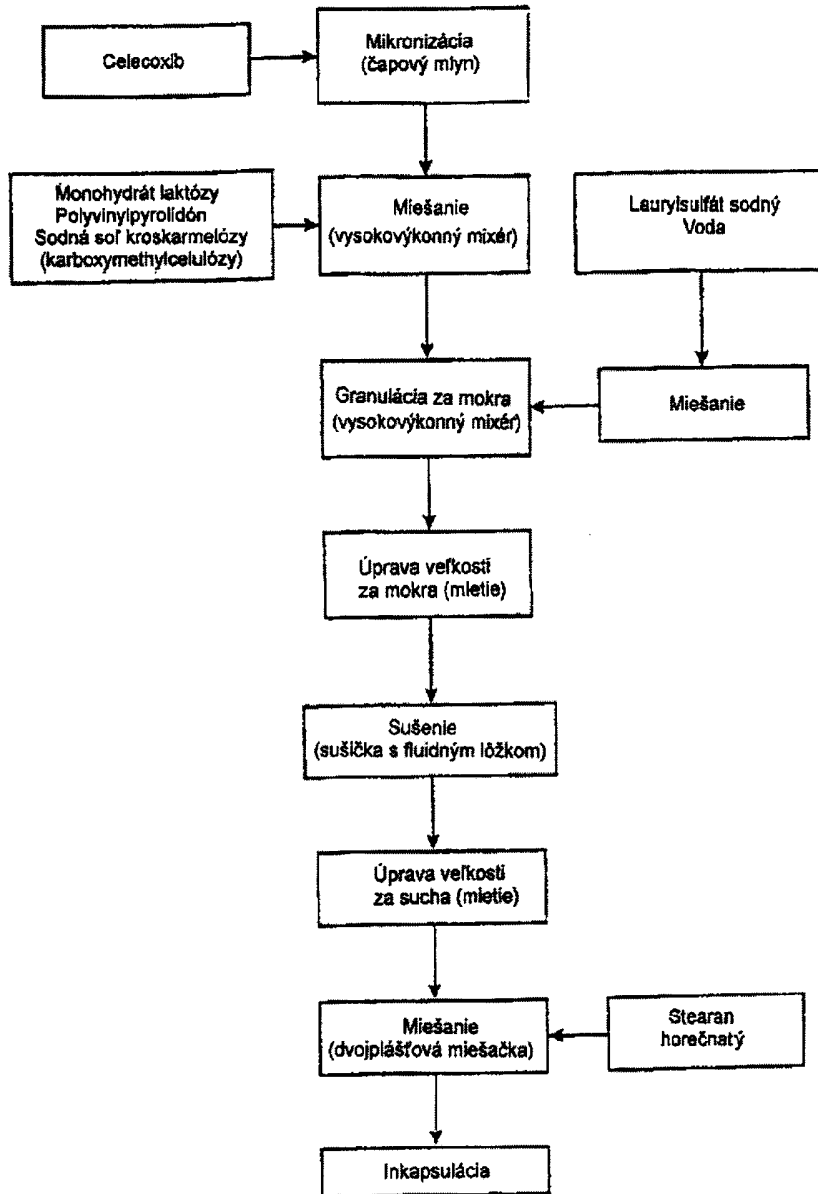 Celecoxib
Mikronizácia
(čapový mlyn)
Monohydrát laktózy
Polyvinylpyrolidón
Sodná soľ kroskarmelózy
(karboxymethylcelulózy)
Miešanie
(vysokovýkonný mixér)
Laurylsulfát sodný
Voda
Granulácia za mokra
(vysokovýkonný mixér)
Miešanie
Úprava veľkosti
za mokra (mletie)
Sušenie
(sušička s fluidným lôžkom)
Úprava veľkosti
za sucha (mletie)
Miešanie
(dvojplášťová miešačka)
Stearan
horečnatý
Inkapsulácia